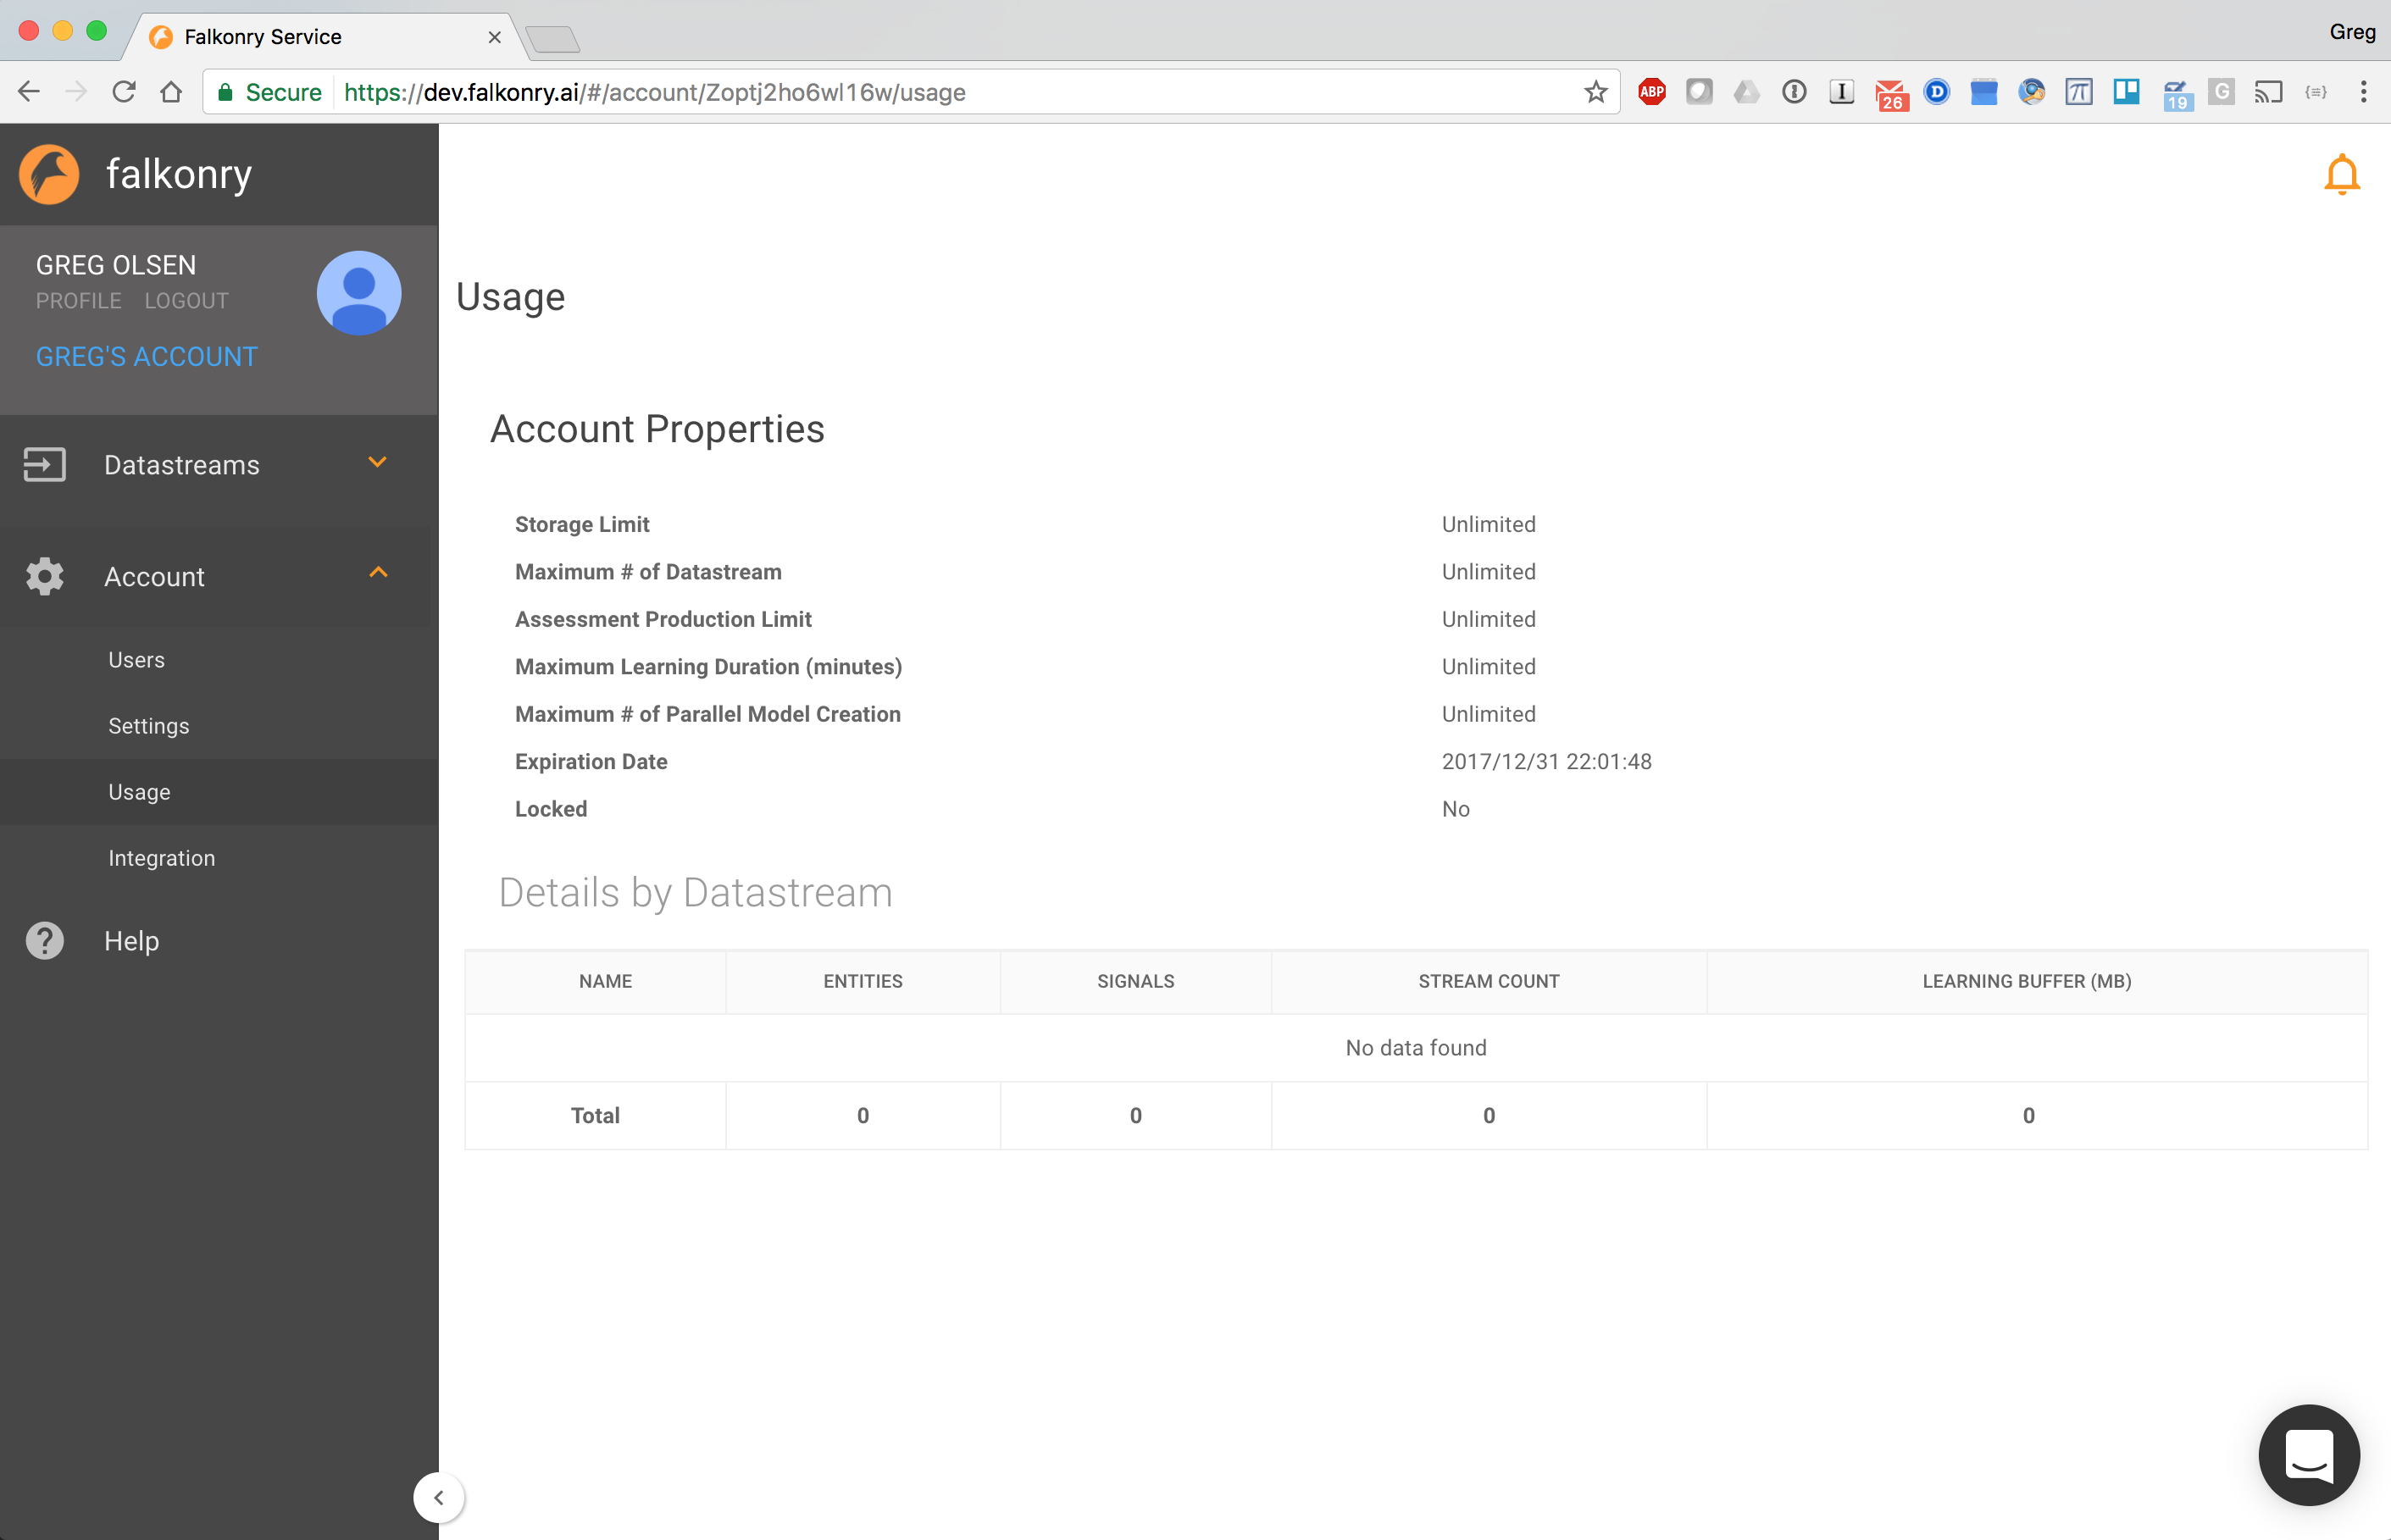 Falkonry Service
Greg
Secure https://dev.falkonry.ai/#/account/Zoptj2ho6wl16w/usage
ABP
26
D
19
G
falkonry
GREG OLSEN
PROFILE LOGOUT
GREG'S ACCOUNT
Datastreams
Account
Users
Settings
Usage
Integration
Help
Usage
Account Properties
Storage Limit Unlimited
Maximum # of Datastream Unlimited
Assessment Production Limit Unlimited
Maximum Learning Duration (minutes) Unlimited
Maximum # of Parallel Model Creation Unlimited
Expiration Date 2017/12/31 22:01:48
Locked No
Details by Datastream
NAME ENTITIES SIGNALS STREAM COUNT LEARNING BUFFER (MB)
No data found
Total 0 0 0 0